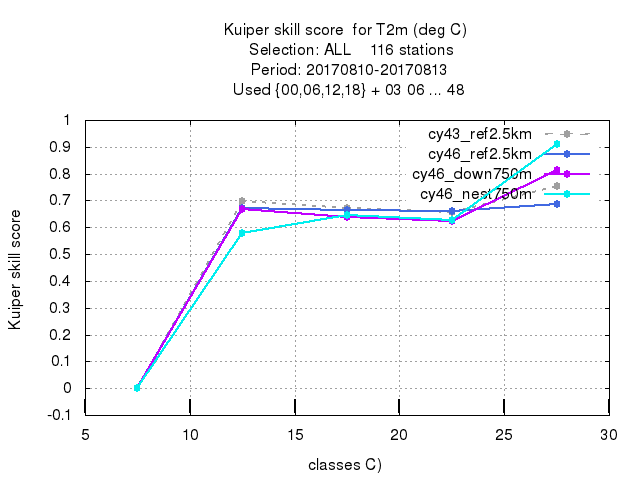 Kuiper skill score  for T2m (deg C)
Selection: ALL    116 stations
Period: 20170810-20170813
Used {00,06,12,18} + 03 06 ... 48
cy43_ref2.5km
cy46_ref2.5km
cy46_down750m
cy46_nest750m
Kuiper skill score
1
0.9
0.8
0.7
0.6
0.5
0.4
0.3
0.2
0.1
0
-0.1
5 10 15 20 25 30
classes C)